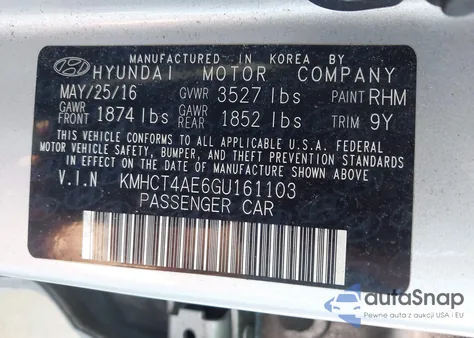 MANUFACTURED IN KOREA BY
HYUNDAI MOTOR COMPANY
MAY/25/16 GVWR 3527 lbs PAINT RHM
GAWR FRONT 1874 lbs GAWR REAR 1852 lbs TRIM 9Y
THIS VEHICLE CONFORMS TO ALL APPLICABLE U.S.A. FEDERAL
MOTOR VEHICLE SAFETY, BUMPER, AND THEFT PREVENTION STANDARDS
IN EFFECT ON THE DATE OF MANUFACTURE SHOWN ABOVE.
V.I.N KMHCT4AE6GU161103
PASSENGER CAR
autaSnap
Pewne auta z aukcji USA i EU